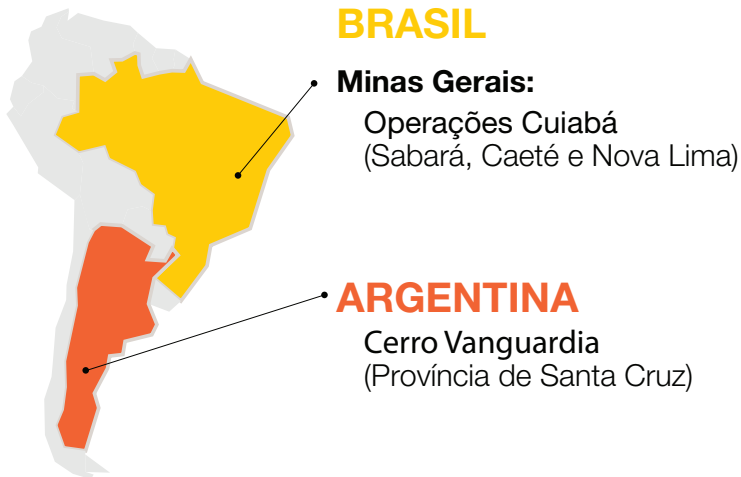 BRASIL
Minas Gerais:
Operações Cuiabá
(Sabará, Caeté e Nova Lima)
ARGENTINA
Cerro Vanguardia
(Província de Santa Cruz)